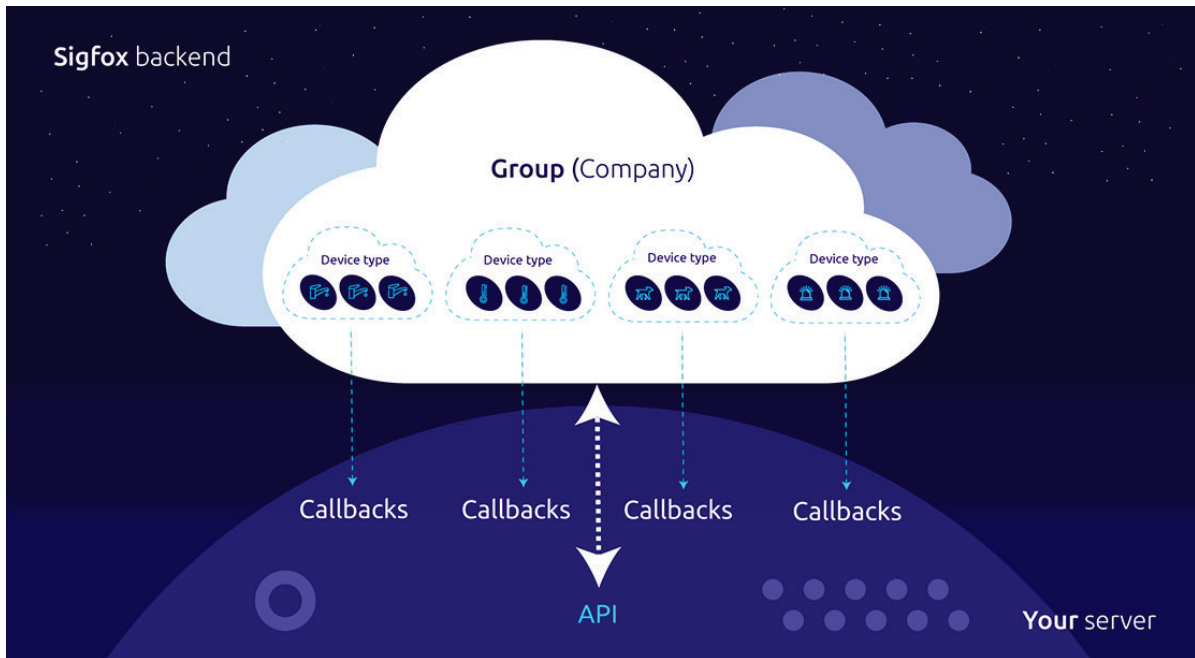 Sigfox backend
Group (Company)
Device type
Device type
Device type
Device type
Callbacks
Callbacks
Callbacks
Callbacks
API
Your server